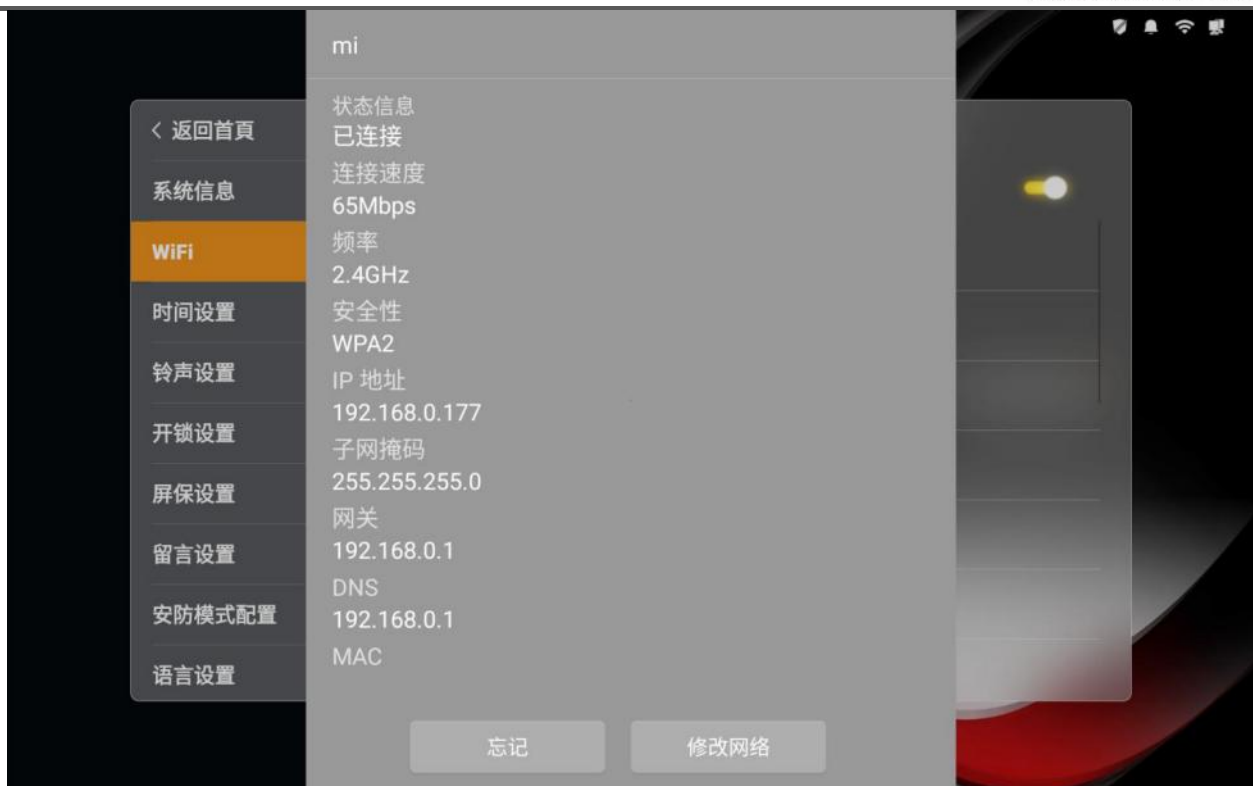 mi
状态信息
已连接
连接速度
65Mbps
频率
2.4GHz
安全性
WPA2
IP 地址
192.168.0.177
子网掩码
255.255.255.0
网关
192.168.0.1
DNS
192.168.0.1
MAC
忘记
修改网络
< 返回首頁
系统信息
WiFi
时间设置
铃声设置
开锁设置
屏保设置
留言设置
安防模式配置
语言设置